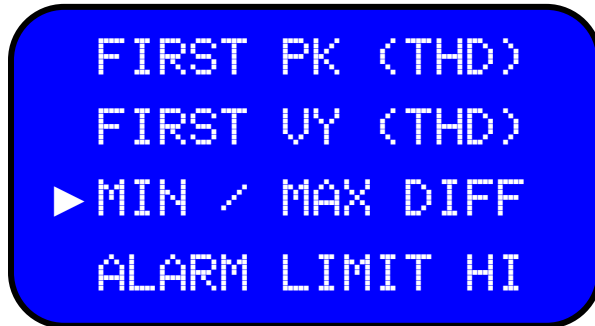 FIRST PK (THD)
FIRST VY (THD)
▶MIN / MAX DIFF
ALARM LIMIT HI